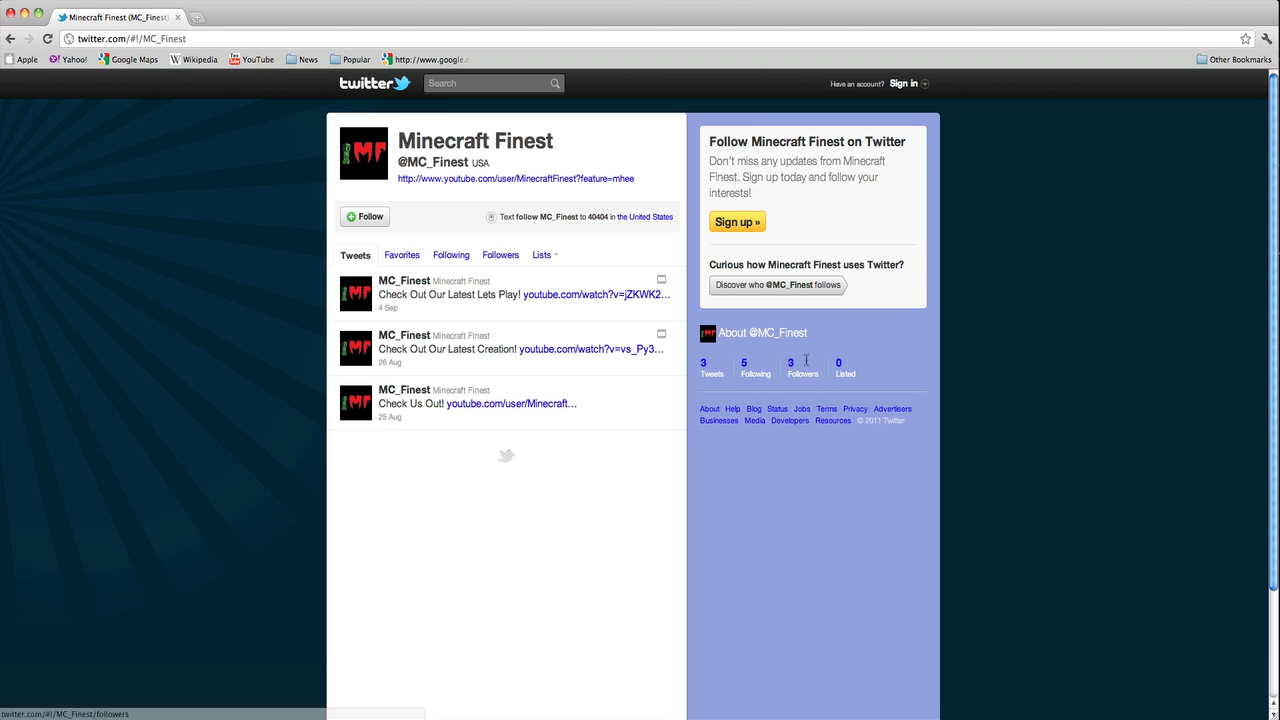 Minecraft Finest (MC_Finest)
twitter.com/#!/MC_Finest
Apple Yahoo! Google Maps Wikipedia YouTube News Popular http://www.google.c Other Bookmarks
twitter Search Have an account? Sign in
MF
Minecraft Finest
@MC_Finest USA
http://www.youtube.com/user/MinecraftFinest?feature=mhee
Follow Text follow MC_Finest to 40404 in the United States
Tweets Favorites Following Followers Lists
MC_Finest Minecraft Finest
Check Out Our Latest Lets Play! youtube.com/watch?v=jZKWK2...
4 Sep
MC_Finest Minecraft Finest
Check Out Our Latest Creation! youtube.com/watch?v=vs_Py3...
26 Aug
MC_Finest Minecraft Finest
Check Us Out! youtube.com/user/Minecraft...
25 Aug
Follow Minecraft Finest on Twitter
Don't miss any updates from Minecraft
Finest. Sign up today and follow your
interests!
Sign up »
Curious how Minecraft Finest uses Twitter?
Discover who @MC_Finest follows
About @MC_Finest
3 5 3 0
Tweets Following Followers Listed
About Help Blog Status Jobs Terms Privacy Advertisers
Businesses Media Developers Resources © 2011 Twitter
twitter.com/#!/MC_Finest/followers